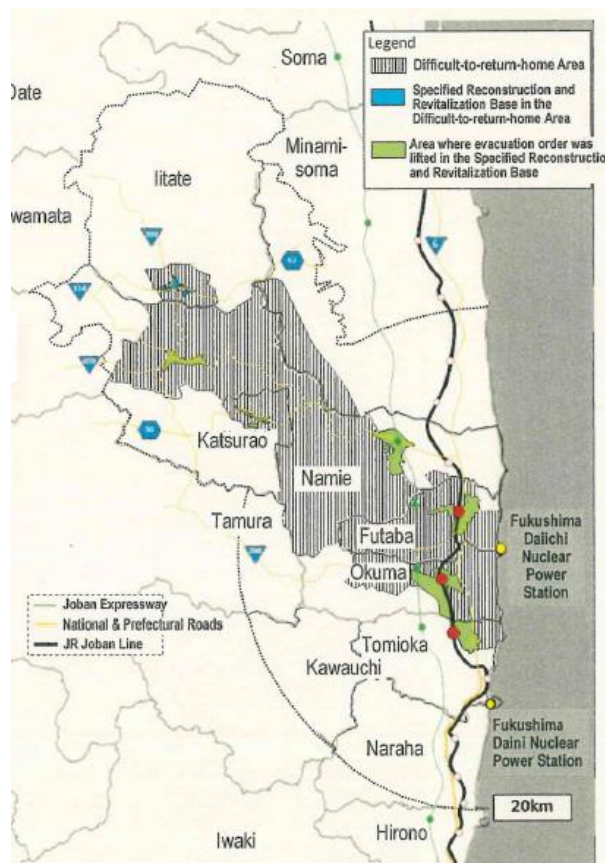 Legend
Difficult-to-return-home Area
Specified Reconstruction and
Revitalization Base in the
Difficult-to-return-home Area
Area where evacuation order was
lifted in the Specified Reconstructio
and Revitalization Base
Soma
Date
Minami-
soma
Iitate
wamata
6
Katsurao
Namie
Tamura
Futaba
Okuma
Fukushima
Daiichi
Nuclear
Power
Station
Joban Expressway
National & Prefectural Roads
JR Joban Line
Tomioka
Kawauchi
Fukushima
Daini Nuclear
Power Station
Naraha
20km
Hirono
Iwaki